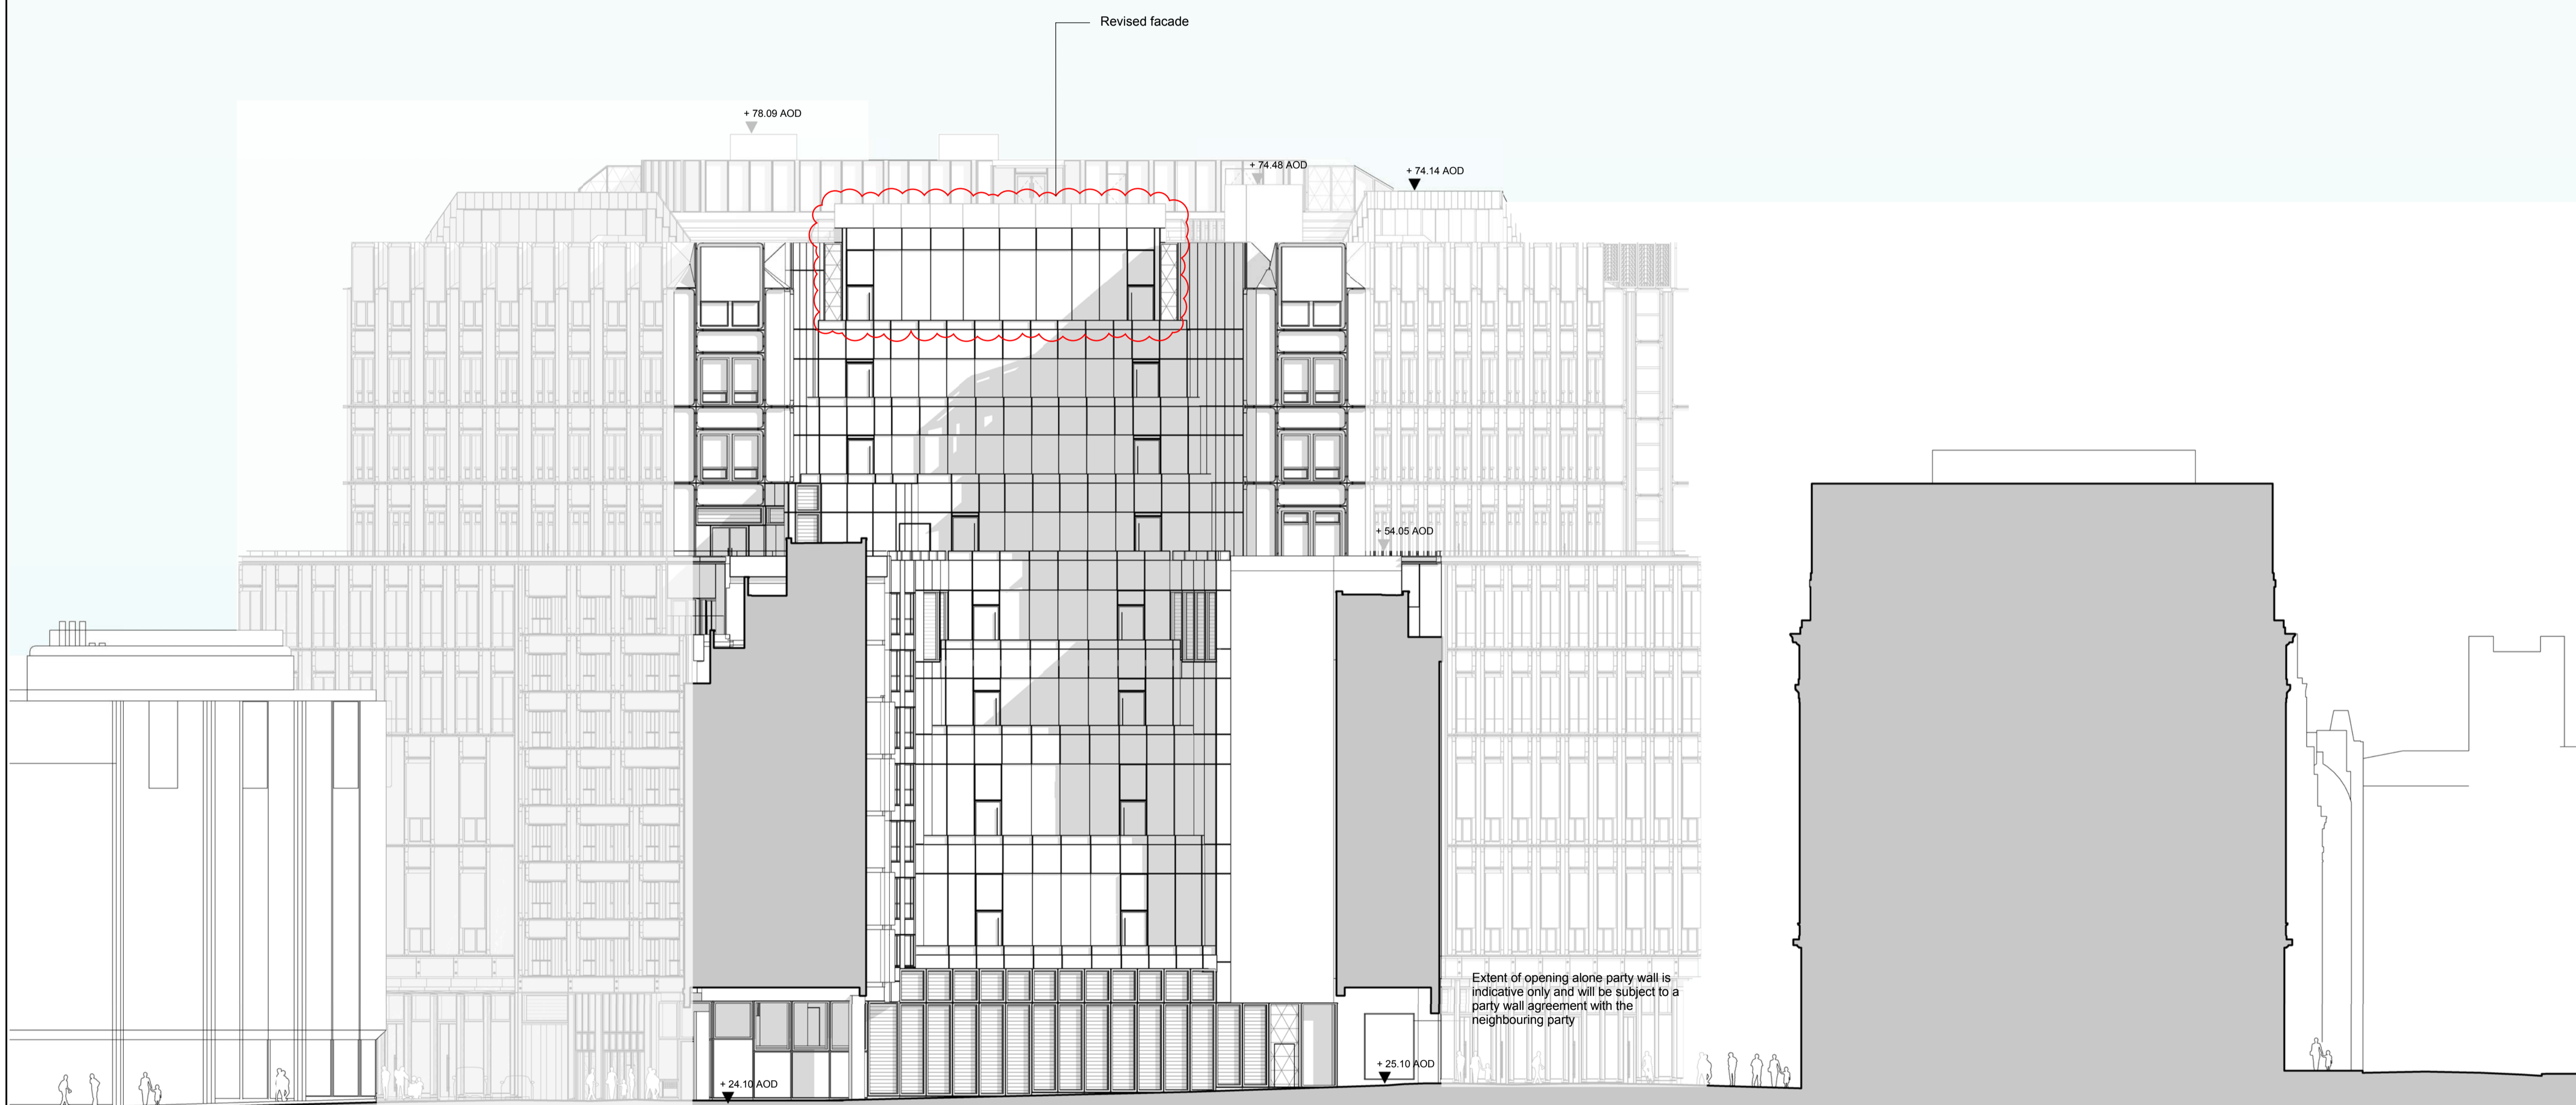 Revised facade
+ 78.09 AOD
+ 74.48 AOD
+ 74.14 AOD
+ 54.05 AOD
Extent of opening alone party wall is
indicative only and will be subject to a
party wall agreement with the
neighbouring party
+ 25.10 AOD
+ 24.10 AOD